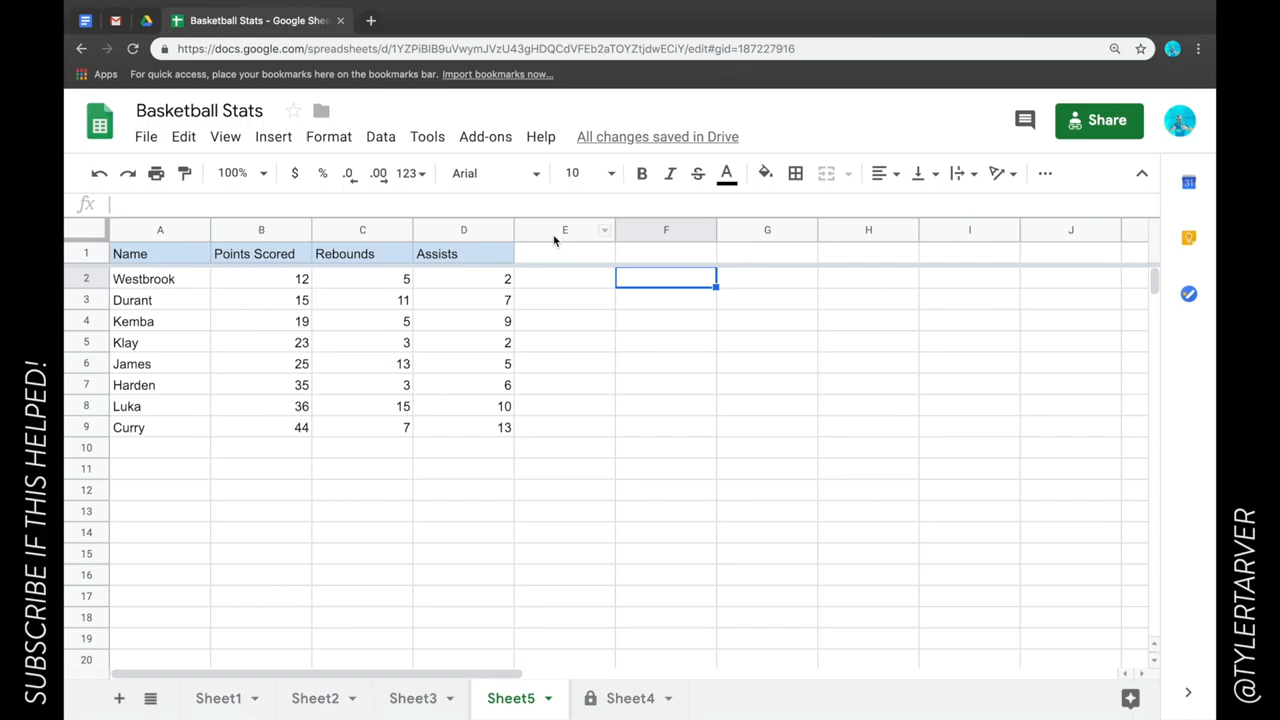 Basketball Stats - Google Shee
https://docs.google.com/spreadsheets/d/1YZPiBIB9uVwymJVzU43gHDQCdVFEb2aTOYZtjdwECiY/edit#gid=187227916
Apps For quick access, place your bookmarks here on the bookmarks bar. Import bookmarks now...
Basketball Stats
File Edit View Insert Format Data Tools Add-ons Help All changes saved in Drive
Share
100% $ % .0 .00 123 Arial 10 B I S A
31
fx
A B C D E F G H I J
1 Name Points Scored Rebounds Assists
2 Westbrook 12 5 2
3 Durant 15 11 7
4 Kemba 19 5 9
5 Klay 23 3 2
6 James 25 13 5
7 Harden 35 3 6
8 Luka 36 15 10
9 Curry 44 7 13
10
11
12
13
14
15
16
17
18
19
20
Sheet1 Sheet2 Sheet3 Sheet5 Sheet4
SUBSCRIBE IF THIS HELPED!
@TYLERTARVER